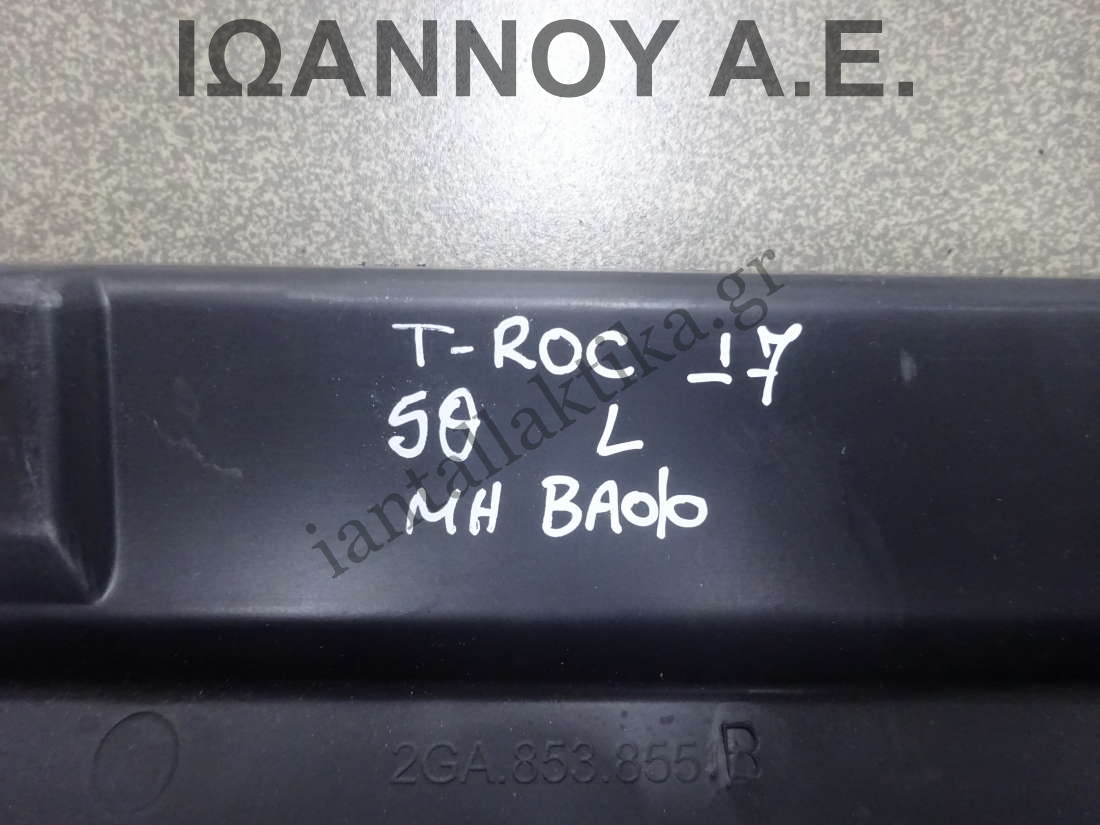 ΙΩΑΝΝΟΥ Α.Ε.
T-ROC -17
5θ L
ΜΗ ΒΑΦΟ
iantallaktika.gr
2GA.853.855.B